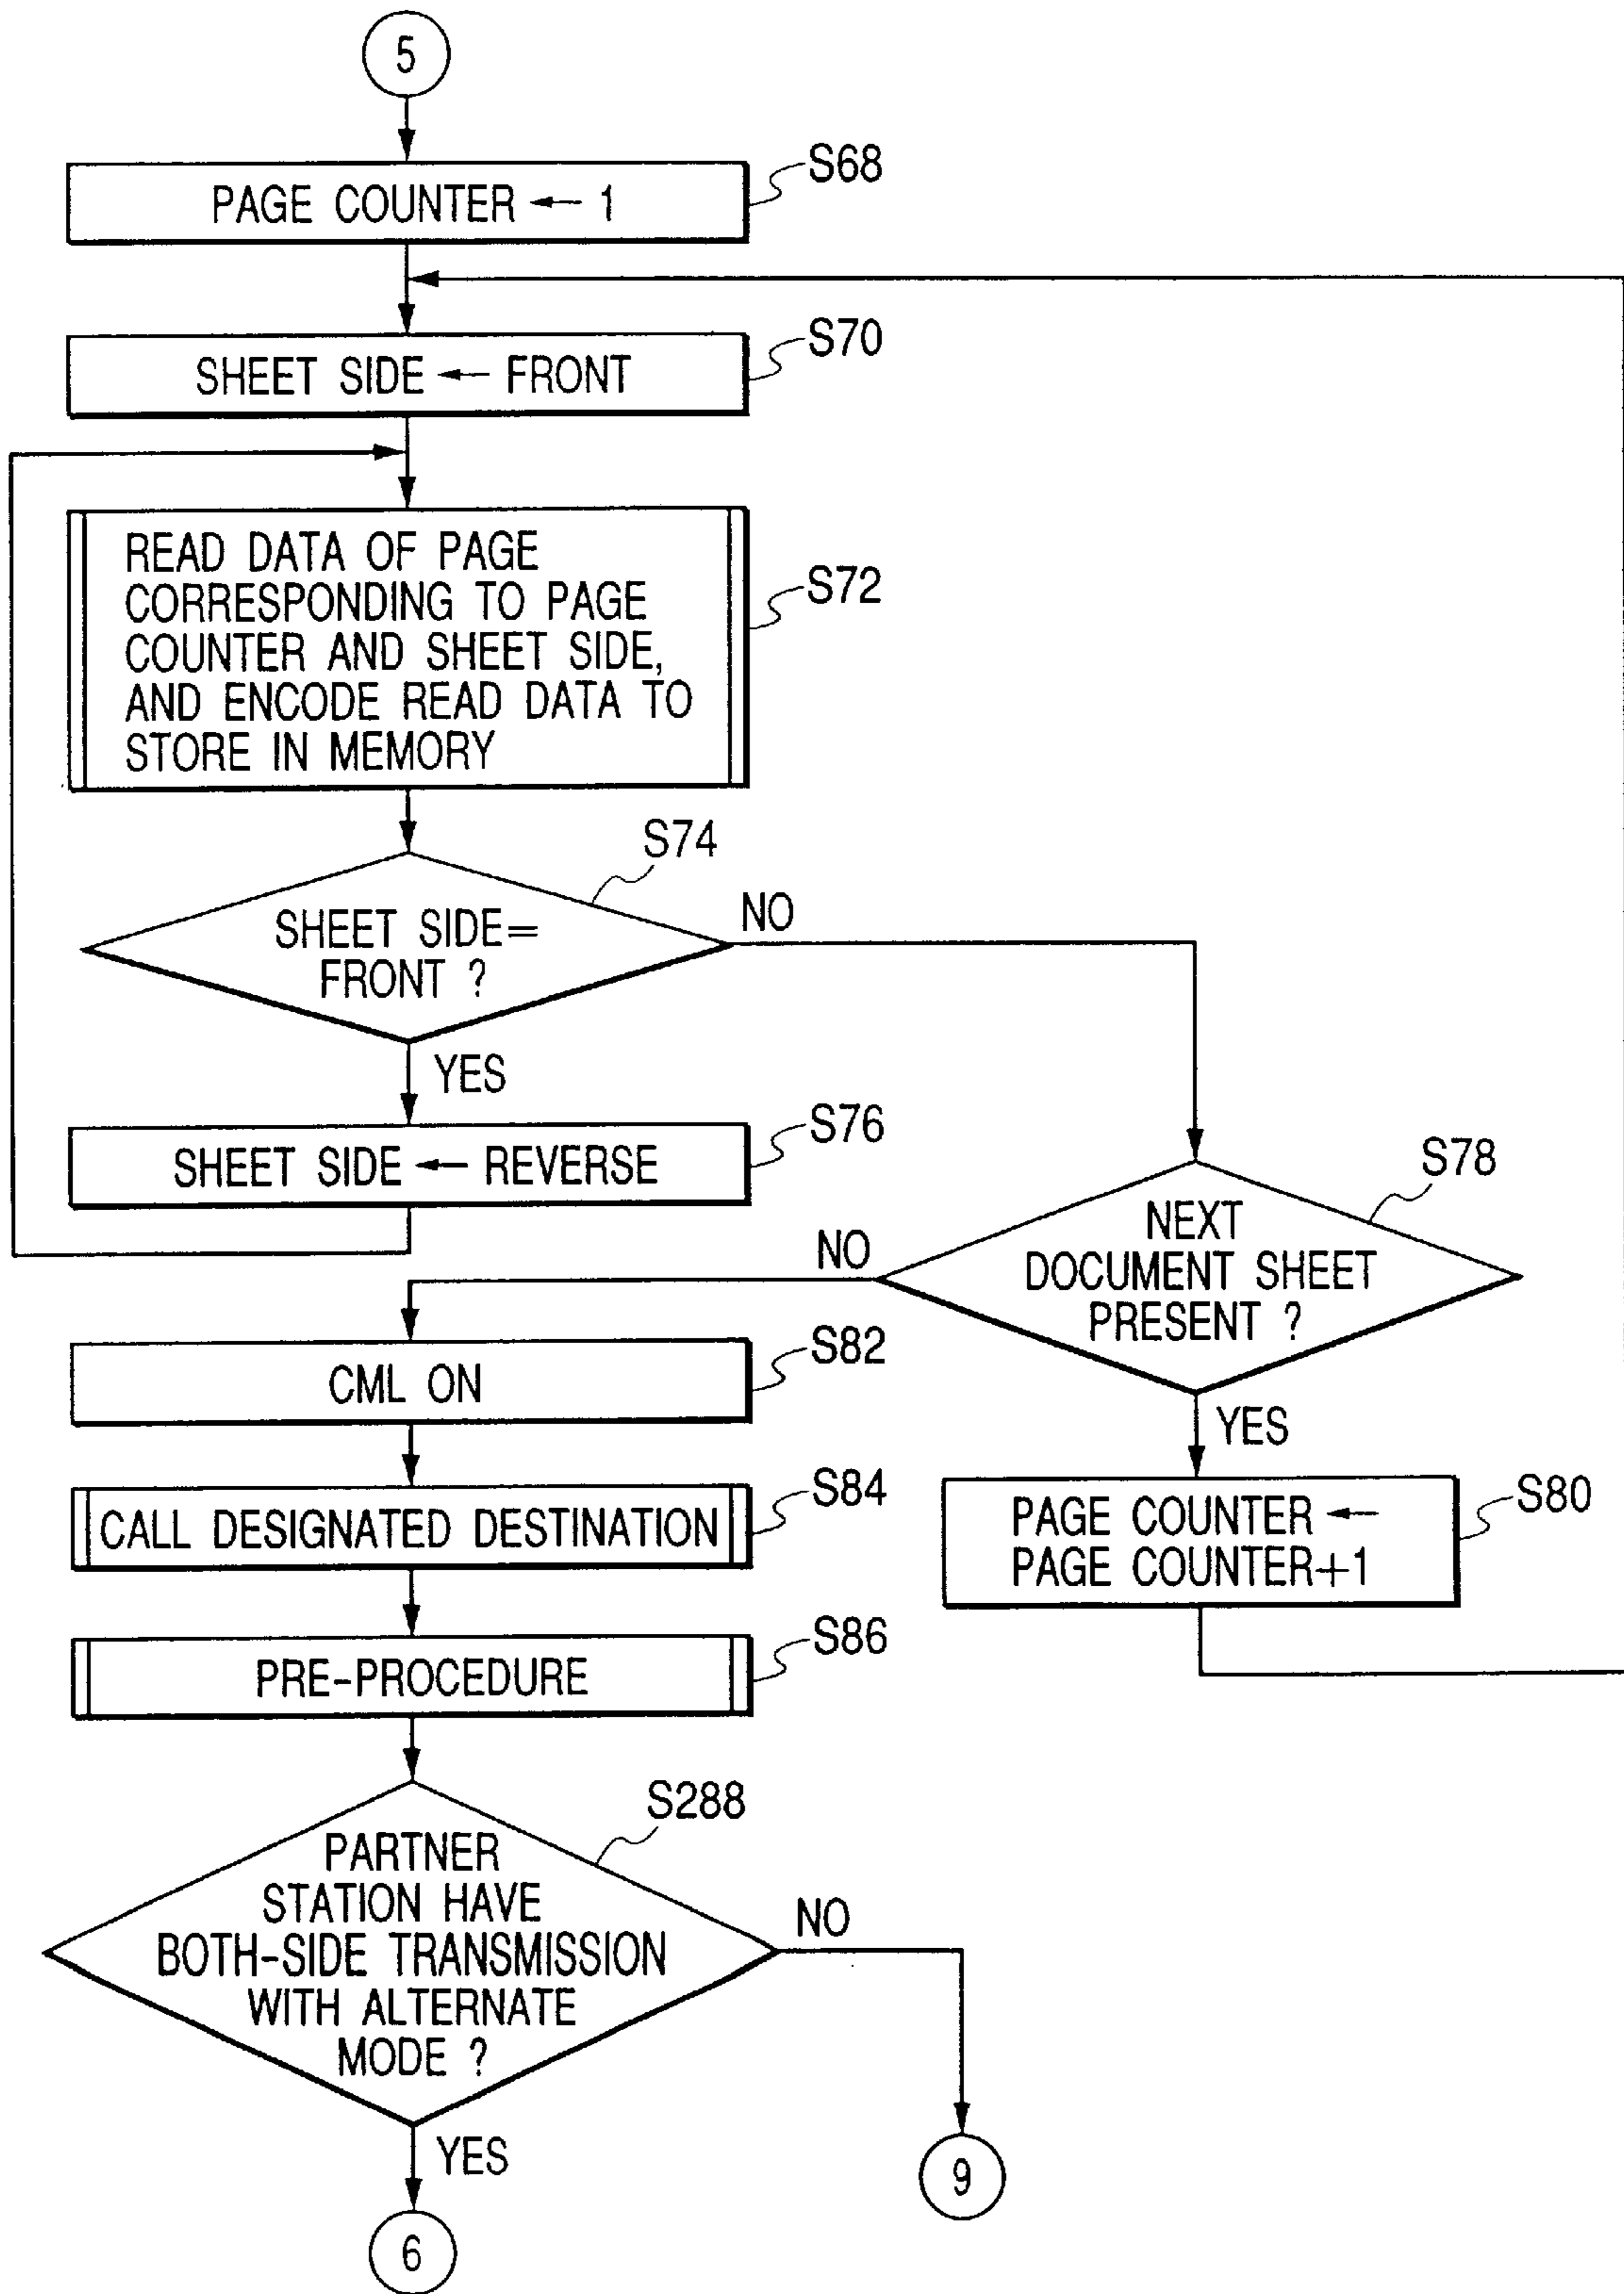 5
PAGE COUNTER ← 1
S68
SHEET SIDE ← FRONT
S70
READ DATA OF PAGE
CORRESPONDING TO PAGE
COUNTER AND SHEET SIDE,
AND ENCODE READ DATA TO
STORE IN MEMORY
S72
S74
SHEET SIDE=
FRONT ?
NO
YES
SHEET SIDE ← REVERSE
S76
S78
NEXT
DOCUMENT SHEET
PRESENT ?
NO
YES
CML ON
S82
PAGE COUNTER ←
PAGE COUNTER+1
S80
CALL DESIGNATED DESTINATION
S84
PRE-PROCEDURE
S86
S288
PARTNER
STATION HAVE
BOTH-SIDE TRANSMISSION
WITH ALTERNATE
MODE ?
NO
YES
9
6